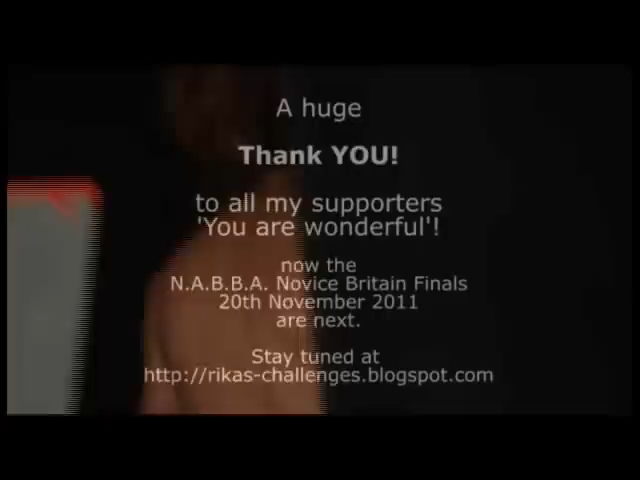 A huge
Thank YOU!
to all my supporters
'You are wonderful'!
now the
N.A.B.B.A. Novice Britain Finals
20th November 2011
are next.
Stay tuned at
http://rikas-challenges.blogspot.com